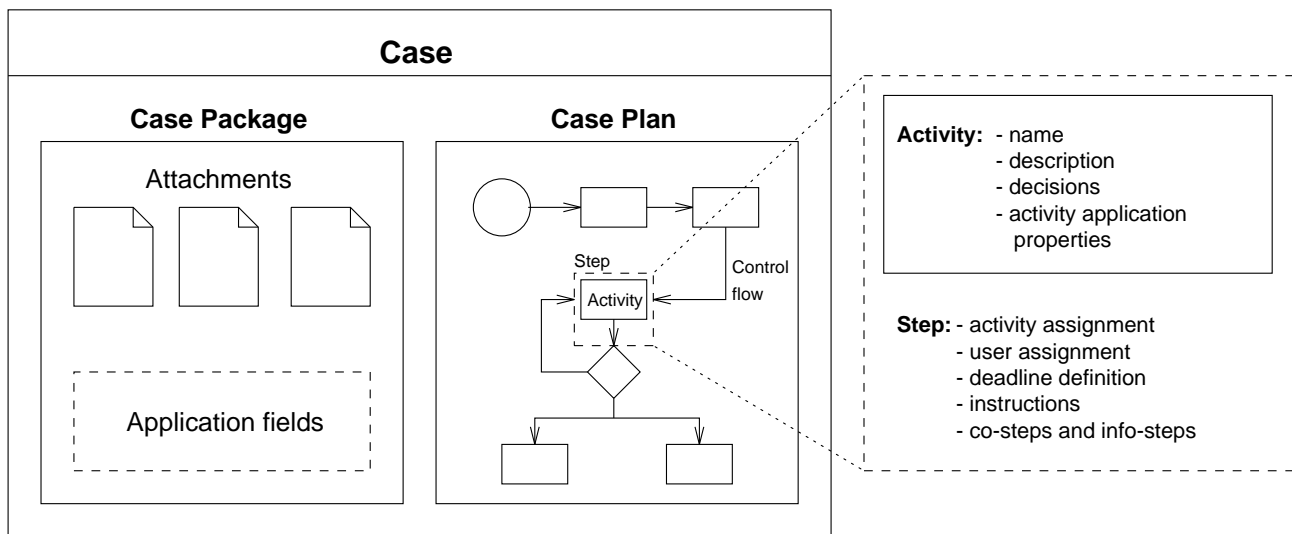 Case
Case Package
Attachments
Application fields
Case Plan
Step
Activity
Control
flow
Activity: - name
- description
- decisions
- activity application
properties
Step: - activity assignment
- user assignment
- deadline definition
- instructions
- co-steps and info-steps